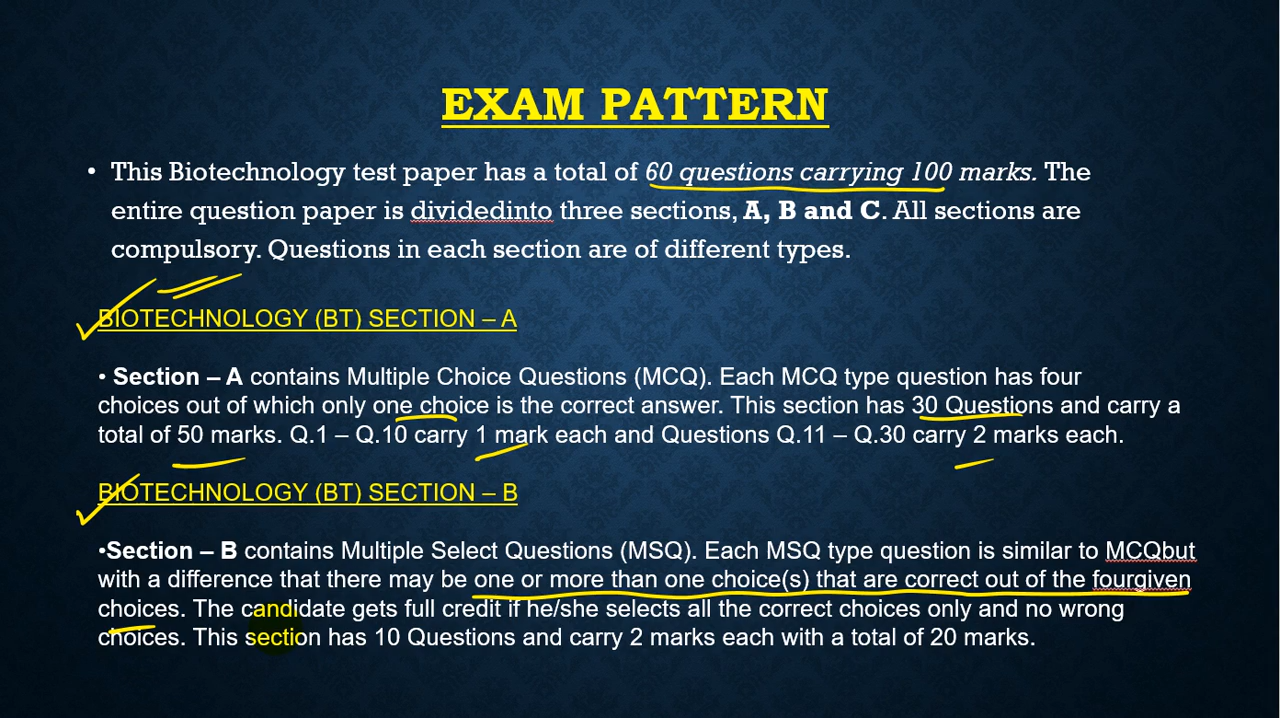 EXAM PATTERN
• This Biotechnology test paper has a total of 60 questions carrying 100 marks. The
entire question paper is dividedinto three sections, A, B and C. All sections are
compulsory. Questions in each section are of different types.
BIOTECHNOLOGY (BT) SECTION – A
• Section – A contains Multiple Choice Questions (MCQ). Each MCQ type question has four
choices out of which only one choice is the correct answer. This section has 30 Questions and carry a
total of 50 marks. Q.1 – Q.10 carry 1 mark each and Questions Q.11 – Q.30 carry 2 marks each.
BIOTECHNOLOGY (BT) SECTION – B
•Section – B contains Multiple Select Questions (MSQ). Each MSQ type question is similar to MCQbut
with a difference that there may be one or more than one choice(s) that are correct out of the fourgiven
choices. The candidate gets full credit if he/she selects all the correct choices only and no wrong
choices. This section has 10 Questions and carry 2 marks each with a total of 20 marks.